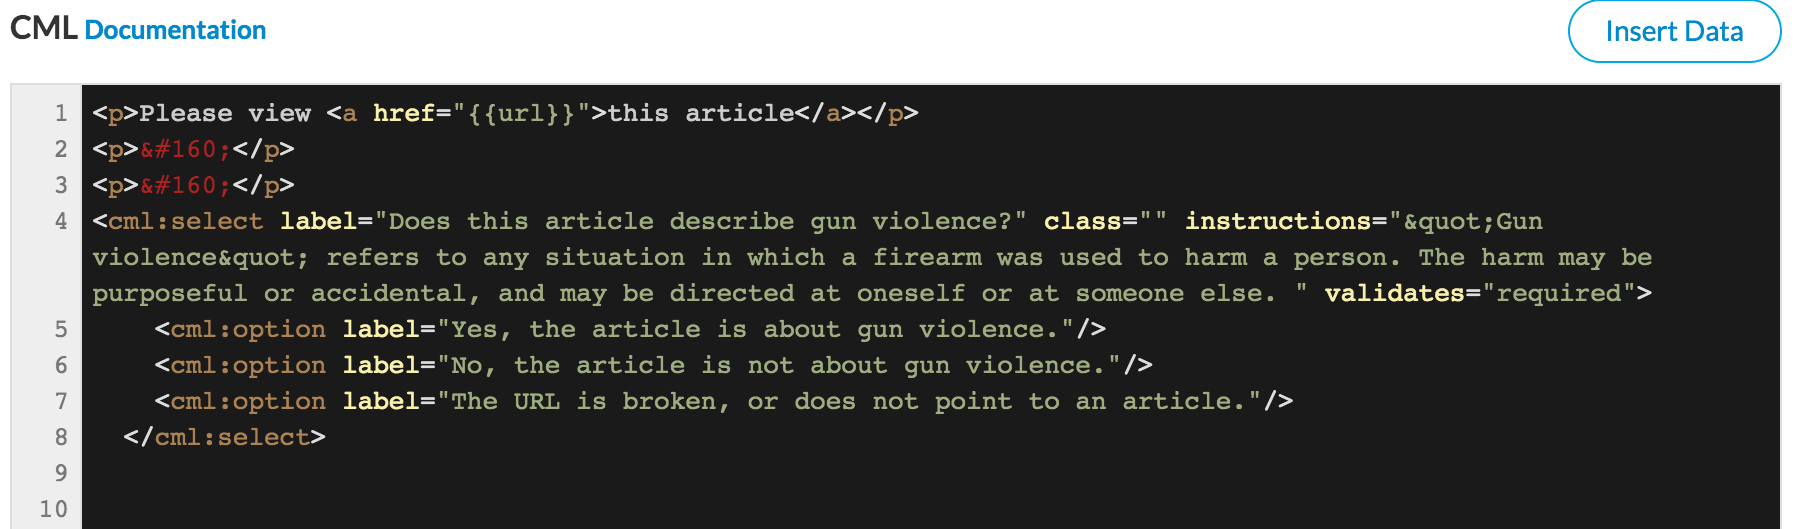 CML Documentation
Insert Data
1 <p>Please view <a href="{{url}}">this article</a></p>
2 <p>&#160;</p>
3 <p>&#160;</p>
4 <cml:select label="Does this article describe gun violence?" class="" instructions="&quot;Gun
violence&quot; refers to any situation in which a firearm was used to harm a person. The harm may be
purposeful or accidental, and may be directed at oneself or at someone else. " validates="required">
5     <cml:option label="Yes, the article is about gun violence."/>
6     <cml:option label="No, the article is not about gun violence."/>
7     <cml:option label="The URL is broken, or does not point to an article."/>
8   </cml:select>
9
10